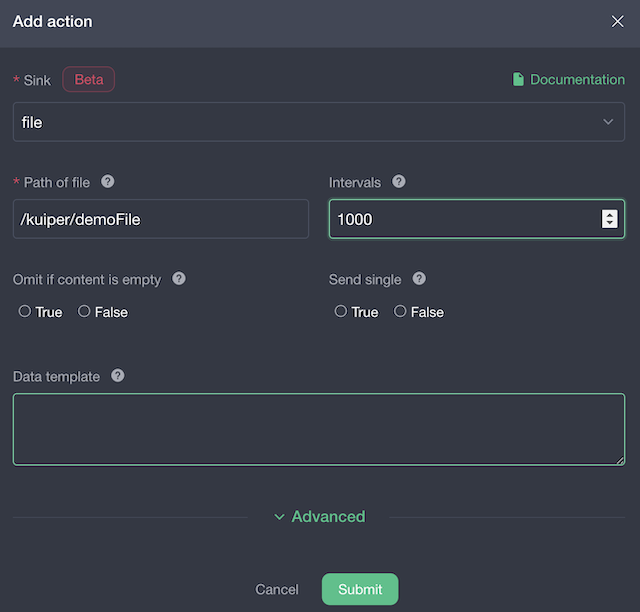 Add action
* Sink Beta Documentation
file
* Path of file ? Intervals ?
/kuiper/demoFile 1000
Omit if content is empty ? Send single ?
True False True False
Data template ?
Advanced
Cancel Submit